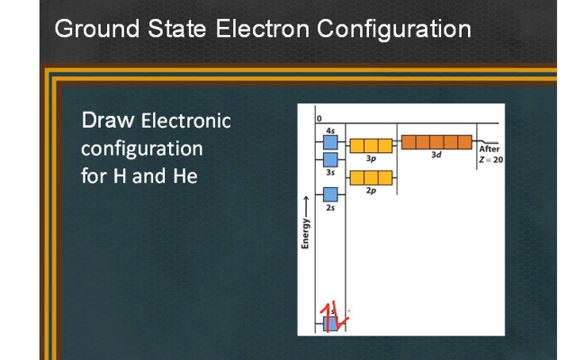 Ground State Electron Configuration
Draw Electronic
configuration
for H and He
0
4s
3s
3p
3d
After
Z = 20
2s
2p
Energy